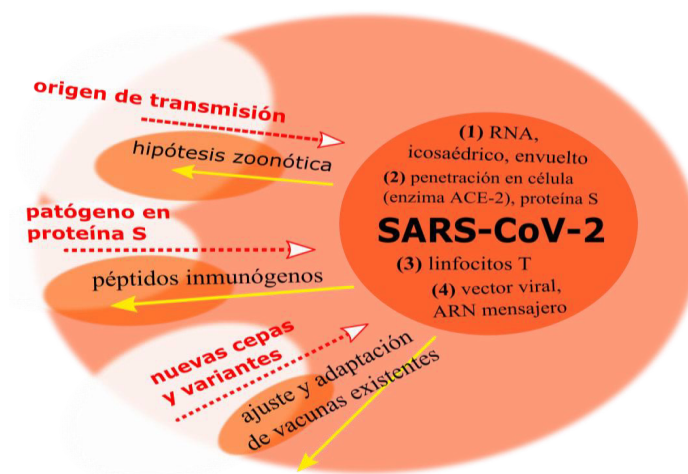 origen de transmisión
hipótesis zoonótica
patógeno en
proteína S
péptidos inmunógenos
nuevas cepas
y variantes
ajuste y adaptación
de vacunas existentes
(1) RNA,
icosaédrico, envuelto
(2) penetración en célula
(enzima ACE-2), proteína S
SARS-CoV-2
(3) linfocitos T
(4) vector viral,
ARN mensajero